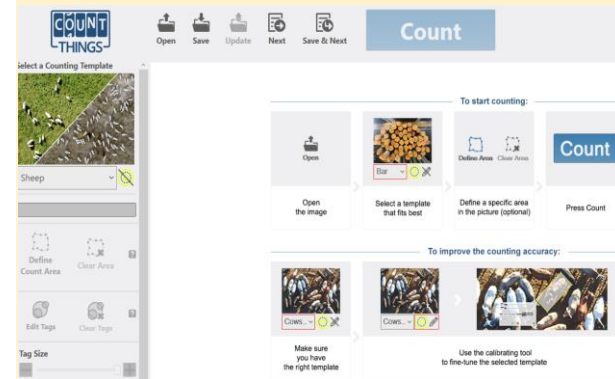 COUNT
THINGS
Open
Save
Update
Next
Save & Next
Count
Select a Counting Template
Sheep
Define
Count Area
Clear Area
Edit Tags
Clear Tags
Tag Size
To start counting:
Open
Bar
Define Area
Clear Area
Count
Open
the image
Select a template
that fits best
Define a specific area
in the picture (optional)
Press Count
To improve the counting accuracy:
Cows..
Cows..
Make sure
you have
the right template
Use the calibrating tool
to fine-tune the selected template